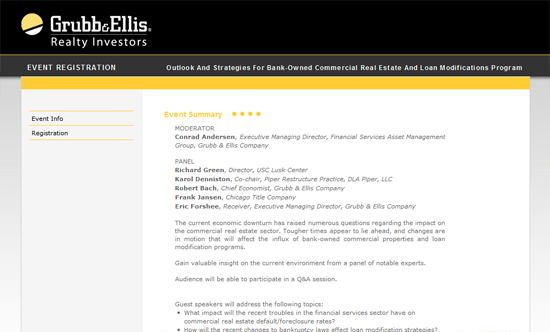 Grubb&Ellis®
Realty Investors
EVENT REGISTRATION
Outlook And Strategies For Bank-Owned Commercial Real Estate And Loan Modifications Program
Event Info
Registration
Event Summary
MODERATOR
Conrad Andersen, Executive Managing Director, Financial Services Asset Management
Group, Grubb & Ellis Company
PANEL
Richard Green, Director, USC Lusk Center
Karol Denniston, Co-chair, Piper Restructure Practice, DLA Piper, LLC
Robert Bach, Chief Economist, Grubb & Ellis Company
Frank Jansen, Chicago Title Company
Eric Forshee, Receiver, Executive Managing Director, Grubb & Ellis Company
The current economic downturn has raised numerous questions regarding the impact on
the commercial real estate sector. Tougher times appear to lie ahead, and changes are
in motion that will affect the influx of bank-owned commercial properties and loan
modification programs.
Gain valuable insight on the current environment from a panel of notable experts.
Audience will be able to participate in a Q&A session.
Guest speakers will address the following topics:
• What impact will the recent troubles in the financial services sector have on
commercial real estate default/foreclosure rates?
• How will the recent changes to bankruptcy laws affect loan modification strategies?